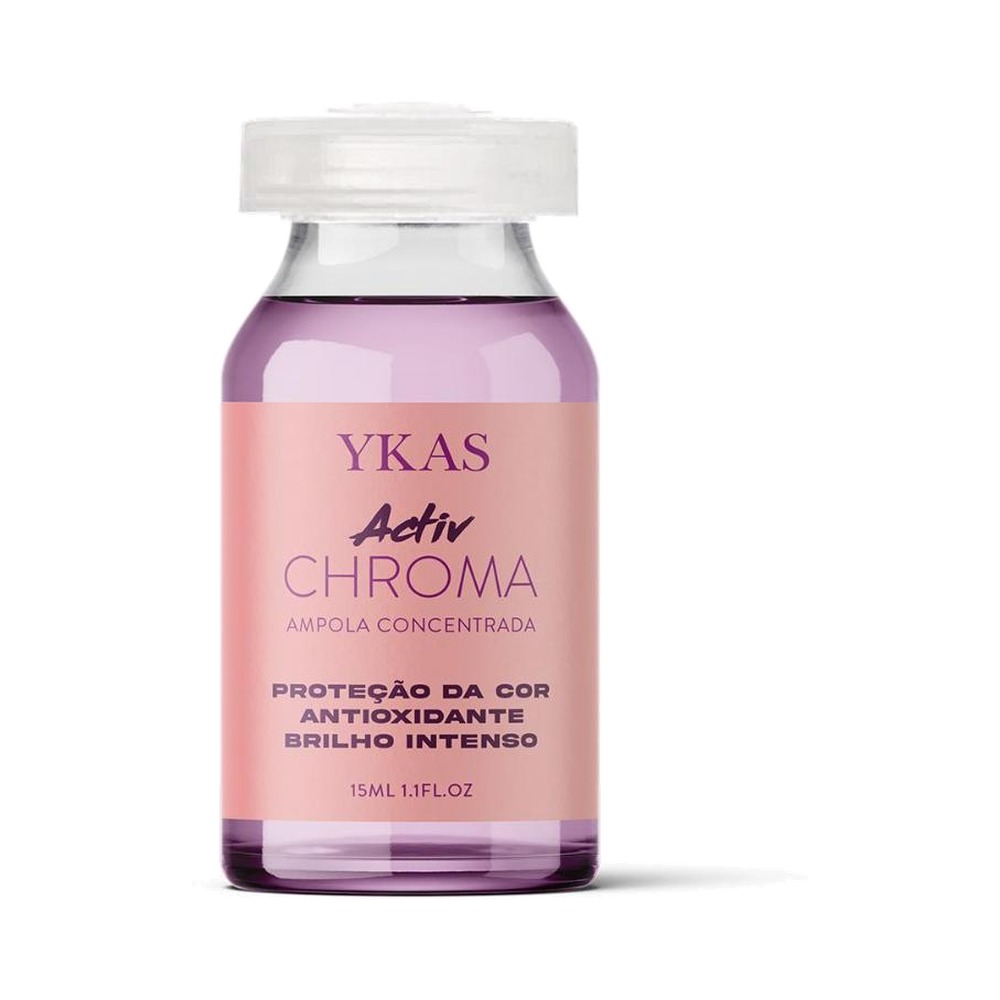 YKAS
Activ
CHROMA
AMPOLA CONCENTRADA
PROTEÇÃO DA COR
ANTIOXIDANTE
BRILHO INTENSO
15ML 1.1FL.OZ